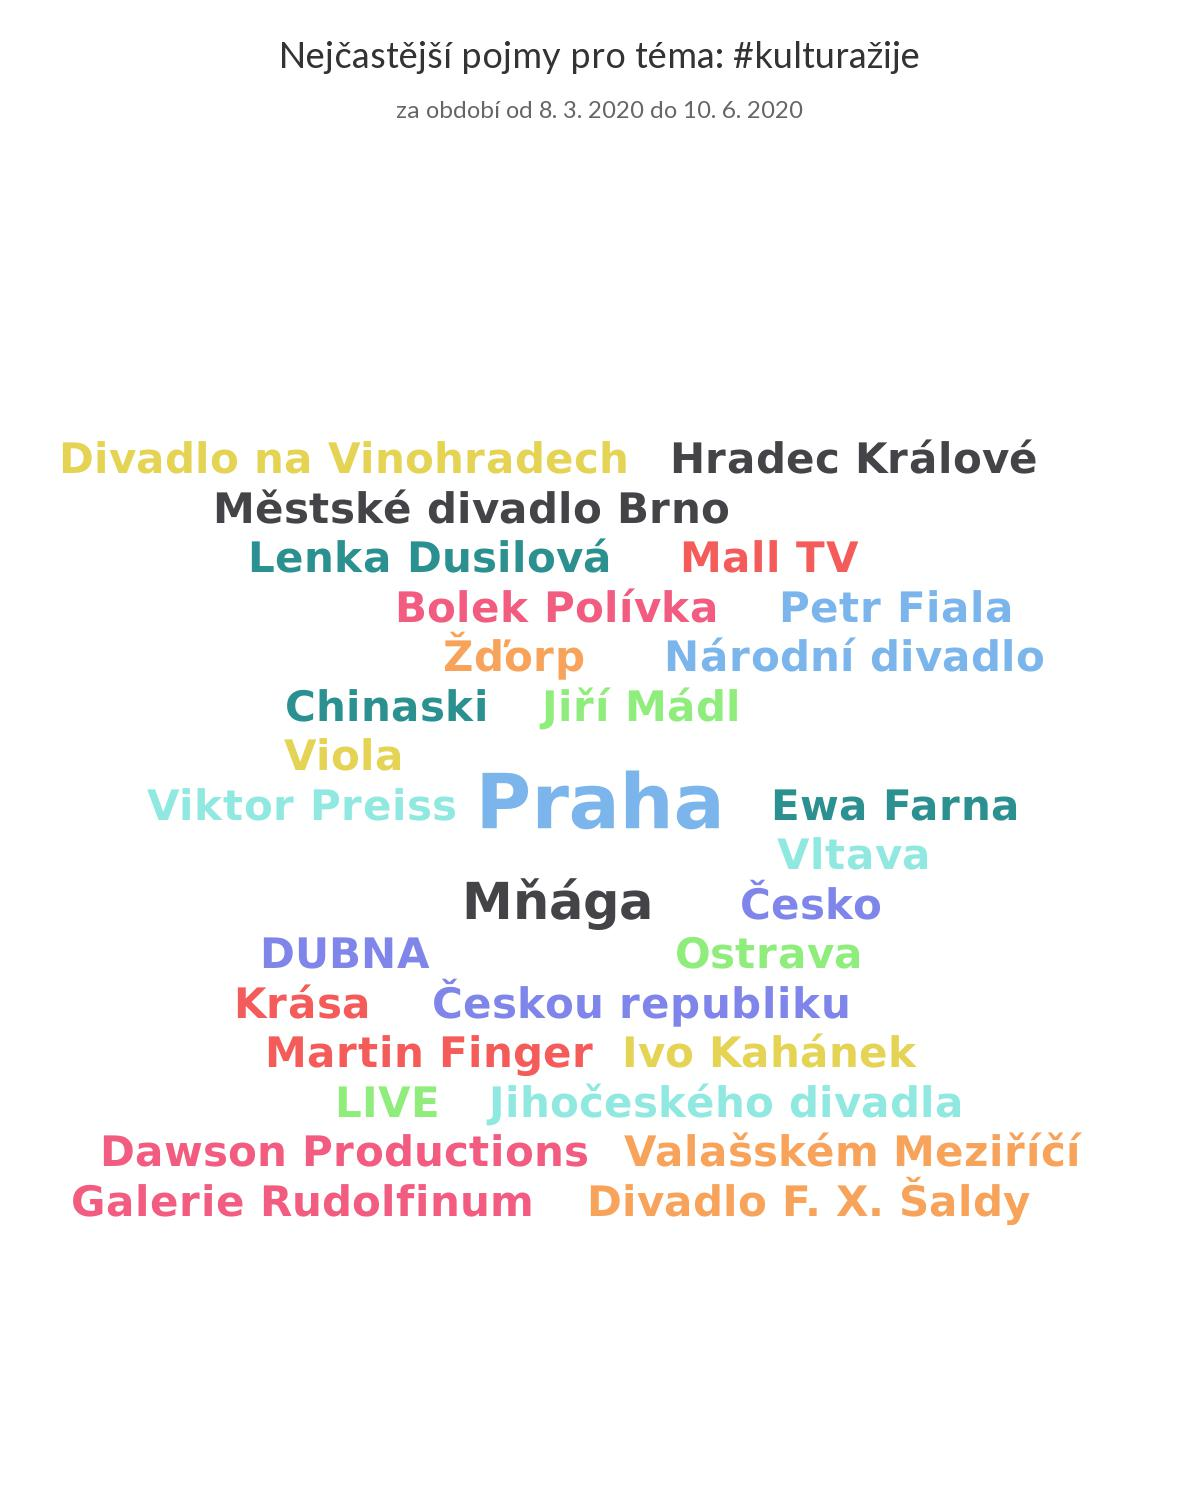 Nejčastější pojmy pro téma: #kulturažije
za období od 8. 3. 2020 do 10. 6. 2020
Divadlo na Vinohradech Hradec Králové
Městské divadlo Brno
Lenka Dusilová Mall TV
Bolek Polívka Petr Fiala
Žďorp Národní divadlo
Chinaski Jiří Mádl
Viola
Viktor Preiss Praha Ewa Farna
Vltava
Mňága Česko
DUBNA Ostrava
Krása Českou republiku
Martin Finger Ivo Kahánek
LIVE Jihočeského divadla
Dawson Productions Valašském Meziříčí
Galerie Rudolfinum Divadlo F. X. Šaldy